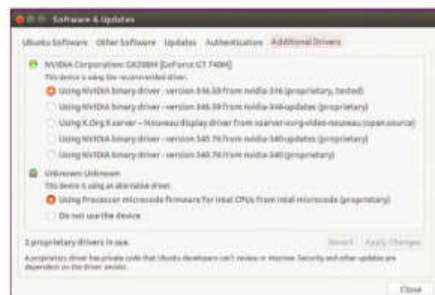 Software & Updates
Ubuntu Software Other Software Updates Authentication Additional Drivers
NVIDIA Corporation: GK208M [GeForce GT 740M]
This device is using the recommended driver.
Using NVIDIA binary driver - version 346.59 from nvidia-346 (proprietary, tested)
Using NVIDIA binary driver - version 346.59 from nvidia-346-updates (proprietary)
Using X.Org X server -- Nouveau display driver from xserver-xorg-video-nouveau (open source)
Using NVIDIA binary driver - version 340.76 from nvidia-340-updates (proprietary)
Using NVIDIA binary driver - version 340.76 from nvidia-340 (proprietary)
Unknown: Unknown
This device is using an alternative driver.
Using Processor microcode firmware for Intel CPUs from intel-microcode (proprietary)
Do not use the device
2 proprietary drivers in use.
Revert Apply Changes
A proprietary driver has private code that Ubuntu developers can't review or improve. Security and other updates are
dependent on the driver vendor.
Close